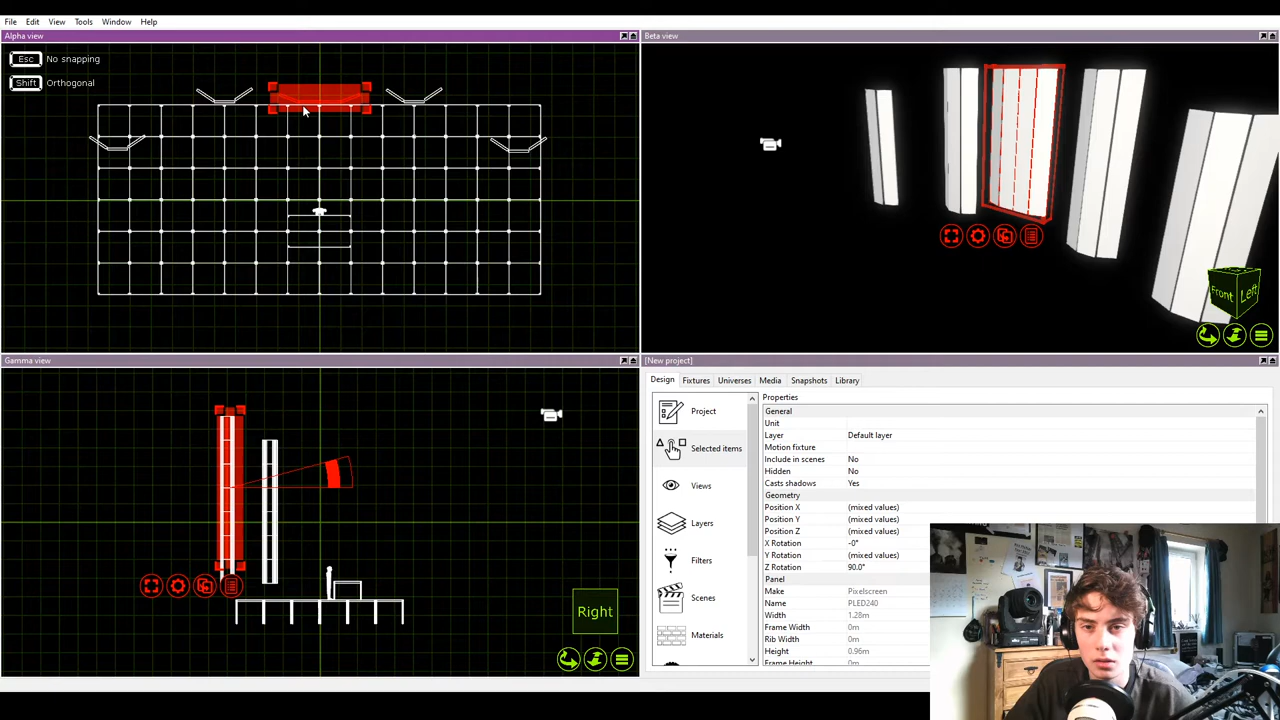 File Edit View Tools Window Help
Alpha view
Esc No snapping
Shift Orthogonal
Beta view
Front Left
Gamma view
Right
[New project]
Design Fixtures Universes Media Snapshots Library
Project
Selected items
Views
Layers
Filters
Scenes
Materials
Properties
General
Unit
Layer Default layer
Motion fixture
Include in scenes No
Hidden No
Casts shadows Yes
Geometry
Position X (mixed values)
Position Y (mixed values)
Position Z (mixed values)
X Rotation -0°
Y Rotation (mixed values)
Z Rotation 90.0°
Panel
Make Pixelscreen
Name PLED240
Width 1.28m
Frame Width 0m
Rib Width 0m
Height 0.96m
Frame Height 0m